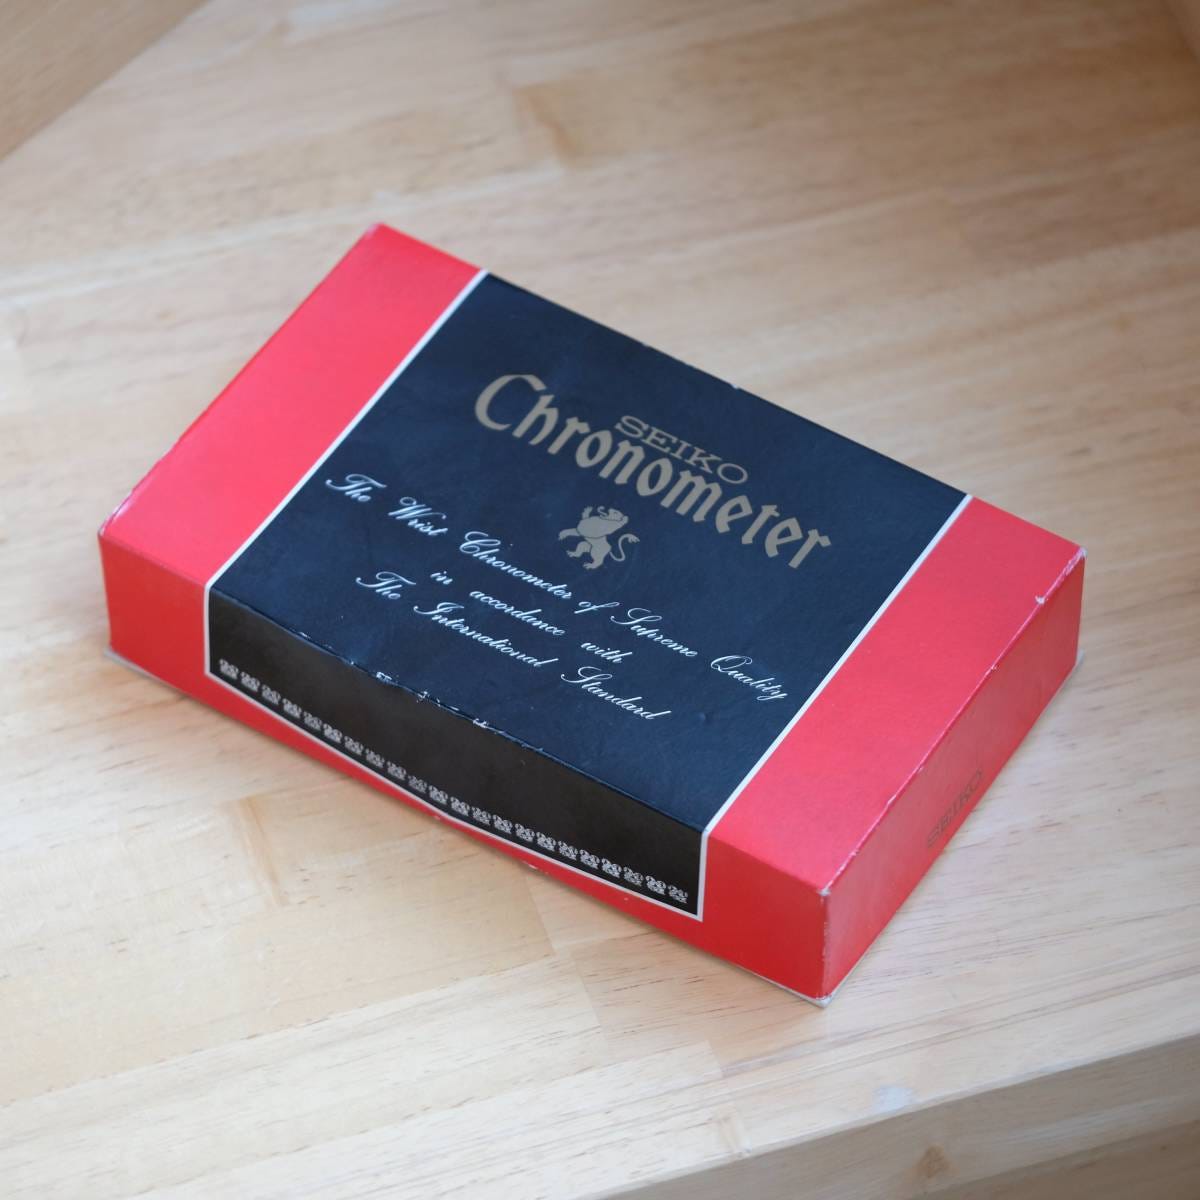 SEIKO
Chronometer
The Wrist Chronometer of Supreme Quality
in accordance with
The International Standard
SEIKO